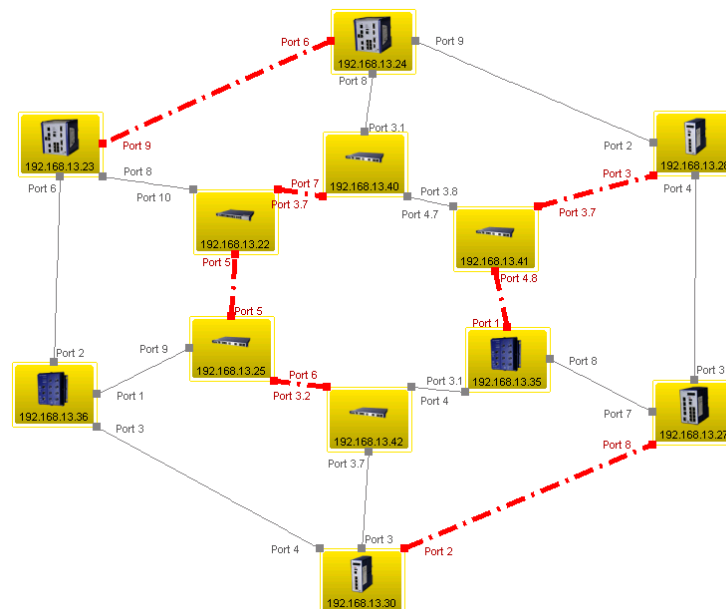 Port 6
Port 9
192.168.13.24
Port 8
Port 3.1
Port 2
Port 9
192.168.13.23
Port 6
Port 8
Port 10
Port 7
Port 3.7
192.168.13.40
Port 3.8
Port 4.7
Port 3
Port 3.7
192.168.13.28
Port 4
192.168.13.22
Port 5
192.168.13.41
Port 4.8
Port 5
Port 1
Port 2
Port 9
192.168.13.25
Port 6
Port 3.2
Port 3.1
Port 4
192.168.13.35
Port 8
Port 3
192.168.13.36
Port 1
Port 3
Port 7
192.168.13.42
Port 3.7
192.168.13.27
Port 8
Port 4
Port 3
Port 2
192.168.13.30